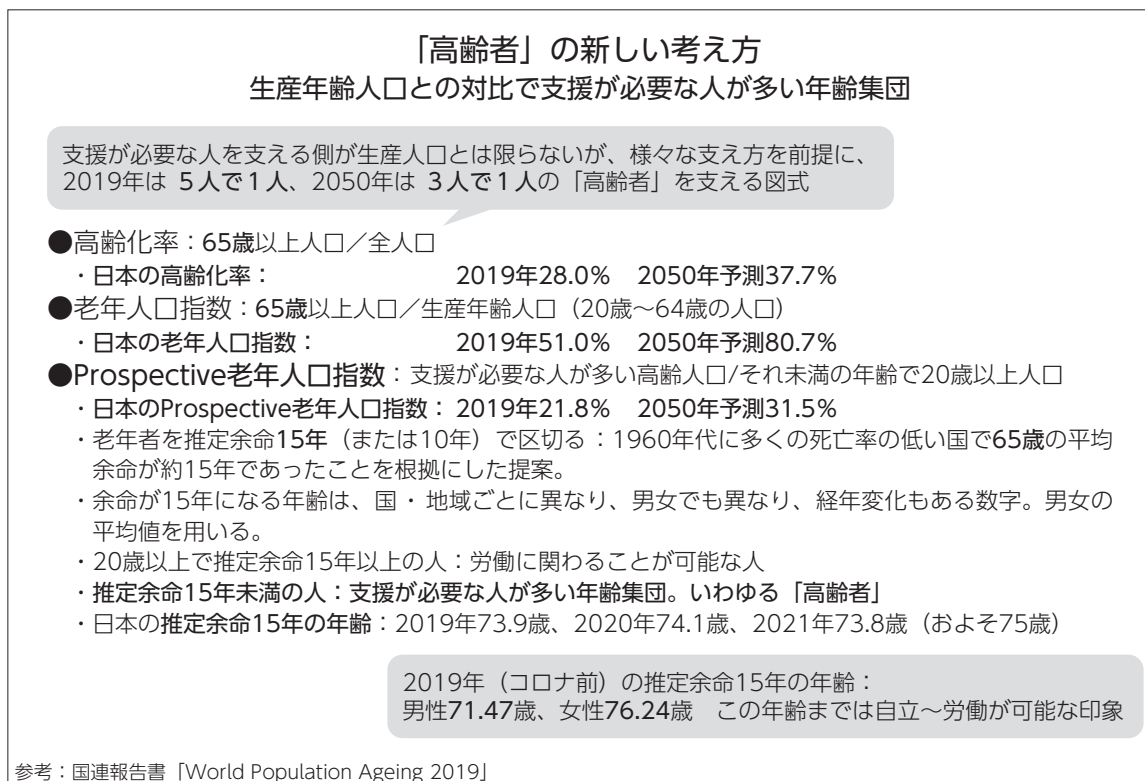 「高齢者」の新しい考え方
生産年齢人口との対比で支援が必要な人が多い年齢集団
支援が必要な人を支える側が生産人口とは限らないが、様々な支え方を前提に、
2019年は 5人で1人、2050年は 3人で1人の「高齢者」を支える図式
●高齢化率：65歳以上人口／全人口
・日本の高齢化率： 2019年28.0% 2050年予測37.7%
●老年人口指数：65歳以上人口／生産年齢人口（20歳～64歳の人口）
・日本の老年人口指数： 2019年51.0% 2050年予測80.7%
●Prospective老年人口指数：支援が必要な人が多い高齢人口/それ未満の年齢で20歳以上人口
・日本のProspective老年人口指数： 2019年21.8% 2050年予測31.5%
・老年者を推定余命15年（または10年）で区切る：1960年代に多くの死亡率の低い国で65歳の平均
余命が約15年であったことを根拠にした提案。
・余命が15年になる年齢は、国・地域ごとに異なり、男女でも異なり、経年変化もある数字。男女の
平均値を用いる。
・20歳以上で推定余命15年以上の人：労働に関わることが可能な人
・推定余命15年未満の人：支援が必要な人が多い年齢集団。いわゆる「高齢者」
・日本の推定余命15年の年齢：2019年73.9歳、2020年74.1歳、2021年73.8歳（およそ75歳）
2019年（コロナ前）の推定余命15年の年齢：
男性71.47歳、女性76.24歳 この年齢までは自立～労働が可能な印象
参考：国連報告書「World Population Ageing 2019」